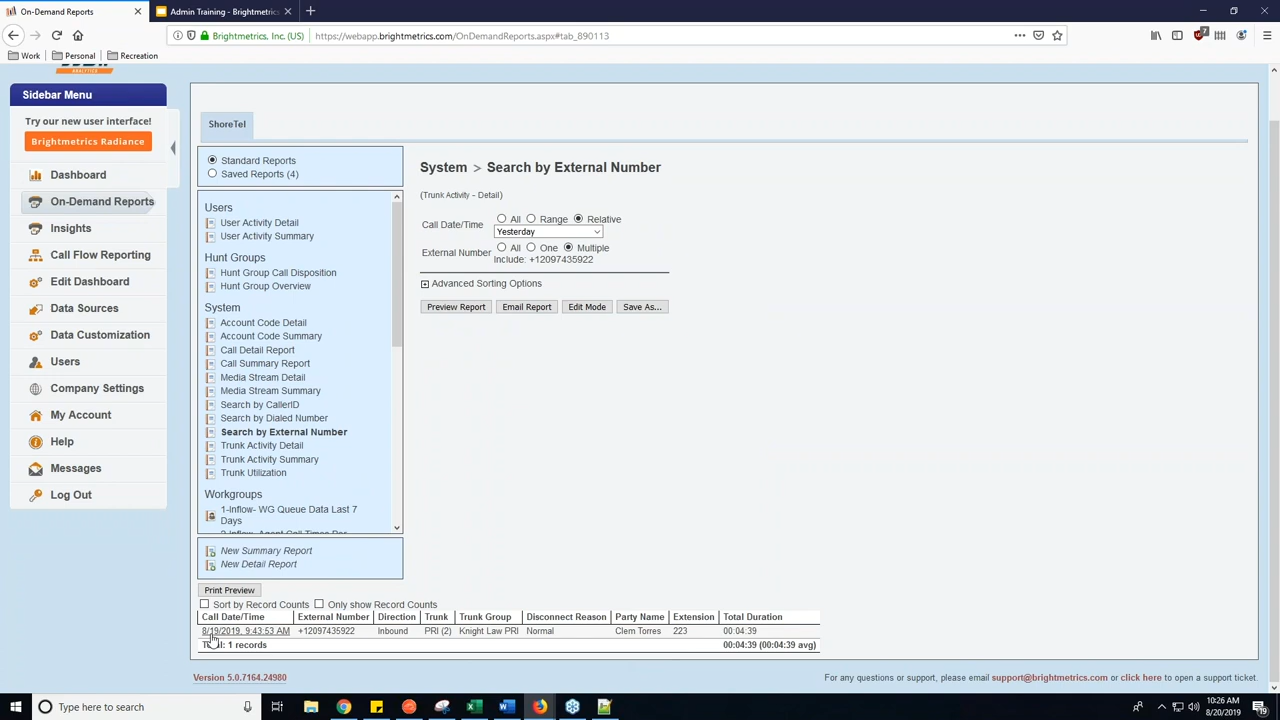 On-Demand Reports
Admin Training - Brightmetrics
Brightmetrics, Inc. (US)
https://webapp.brightmetrics.com/OnDemandReports.aspx#tab_890113
7
Work
Personal
Recreation
ANALYTICS
Sidebar Menu
Try our new user interface!
Brightmetrics Radiance
Dashboard
On-Demand Reports
Insights
Call Flow Reporting
Edit Dashboard
Data Sources
Data Customization
Users
Company Settings
My Account
Help
Messages
Log Out
ShoreTel
Standard Reports
Saved Reports (4)
Users
User Activity Detail
User Activity Summary
Hunt Groups
Hunt Group Call Disposition
Hunt Group Overview
System
Account Code Detail
Account Code Summary
Call Detail Report
Call Summary Report
Media Stream Detail
Media Stream Summary
Search by CallerID
Search by Dialed Number
Search by External Number
Trunk Activity Detail
Trunk Activity Summary
Trunk Utilization
Workgroups
1-Inflow- WG Queue Data Last 7
Days
New Summary Report
New Detail Report
System > Search by External Number
(Trunk Activity - Detail)
Call Date/Time All Range Relative
Yesterday
External Number All One Multiple
Include: +12097435922
Advanced Sorting Options
Preview Report Email Report Edit Mode Save As...
Print Preview
Sort by Record Counts Only show Record Counts
Call Date/Time External Number Direction Trunk Trunk Group Disconnect Reason Party Name Extension Total Duration
8/19/2019, 9:43:53 AM +12097435922 Inbound PRI (2) Knight Law PRI Normal Clem Torres 223 00:04:39
Total: 1 records 00:04:39 (00:04:39 avg)
Version 5.0.7164.24980
For any questions or support, please email support@brightmetrics.com or click here to open a support ticket.
Type here to search
10:26 AM
8/20/2019
19